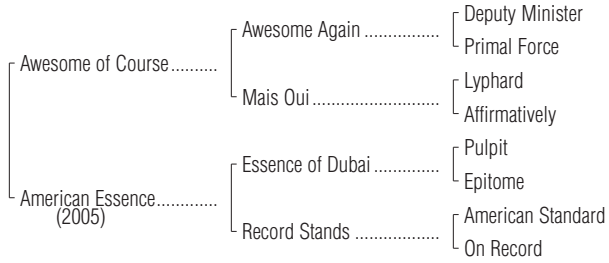 Deputy Minister
Awesome Again ................
Primal Force
Awesome of Course..........
Lyphard
Mais Oui ...........................
Affirmatively
Pulpit
Essence of Dubai ..............
Epitome
American Essence.............
(2005)
American Standard
Record Stands ..................
On Record